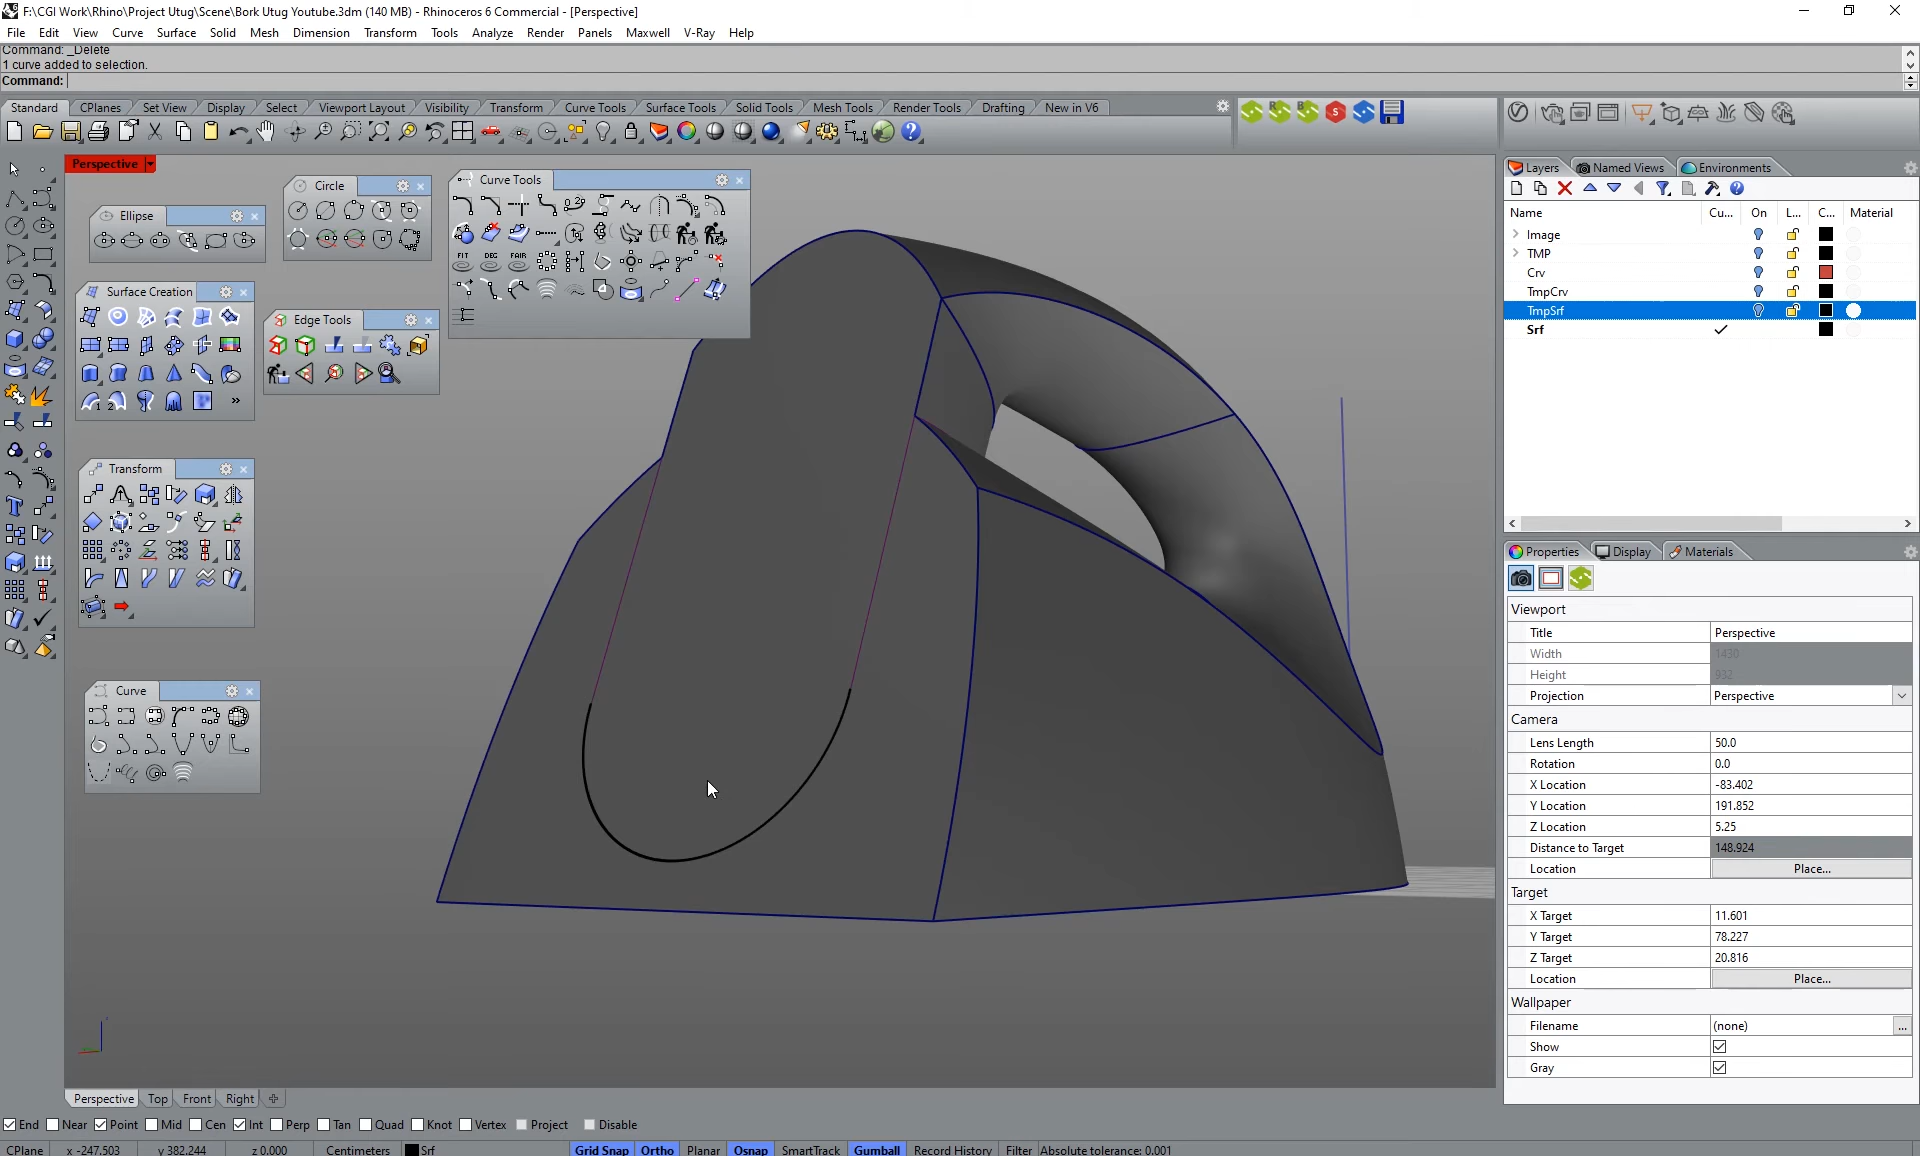 F:\CGI Work\Rhino\Project Utug\Scene\Bork Utug Youtube.3dm (140 MB) - Rhinoceros 6 Commercial - [Perspective]
File Edit View Curve Surface Solid Mesh Dimension Transform Tools Analyze Render Panels Maxwell V-Ray Help
Command: _Delete
1 curve added to selection.
Command:
Standard CPlanes Set View Display Select Viewport Layout Visibility Transform Curve Tools Surface Tools Solid Tools Mesh Tools Render Tools Drafting New in V6
Perspective
Ellipse
Circle
Curve Tools
FIT DEG FAIR
Surface Creation
Edge Tools
Transform
Curve
Layers Named Views Environments
Name Cu... On L... C... Material
Image
TMP
Crv
TmpCrv
TmpSrf
Srf
Properties Display Materials
Viewport
Title Perspective
Width 1430
Height 932
Projection Perspective
Camera
Lens Length 50.0
Rotation 0.0
X Location -83.402
Y Location 191.852
Z Location 5.25
Distance to Target 148.924
Location Place...
Target
X Target 11.601
Y Target 78.227
Z Target 20.816
Location Place...
Wallpaper
Filename (none) ...
Show
Gray
Perspective Top Front Right
End Near Point Mid Cen Int Perp Tan Quad Knot Vertex Project Disable
CPlane x -247.503 y 382.244 z 0.000 Centimeters Srf Grid Snap Ortho Planar Osnap SmartTrack Gumball Record History Filter Absolute tolerance: 0.001